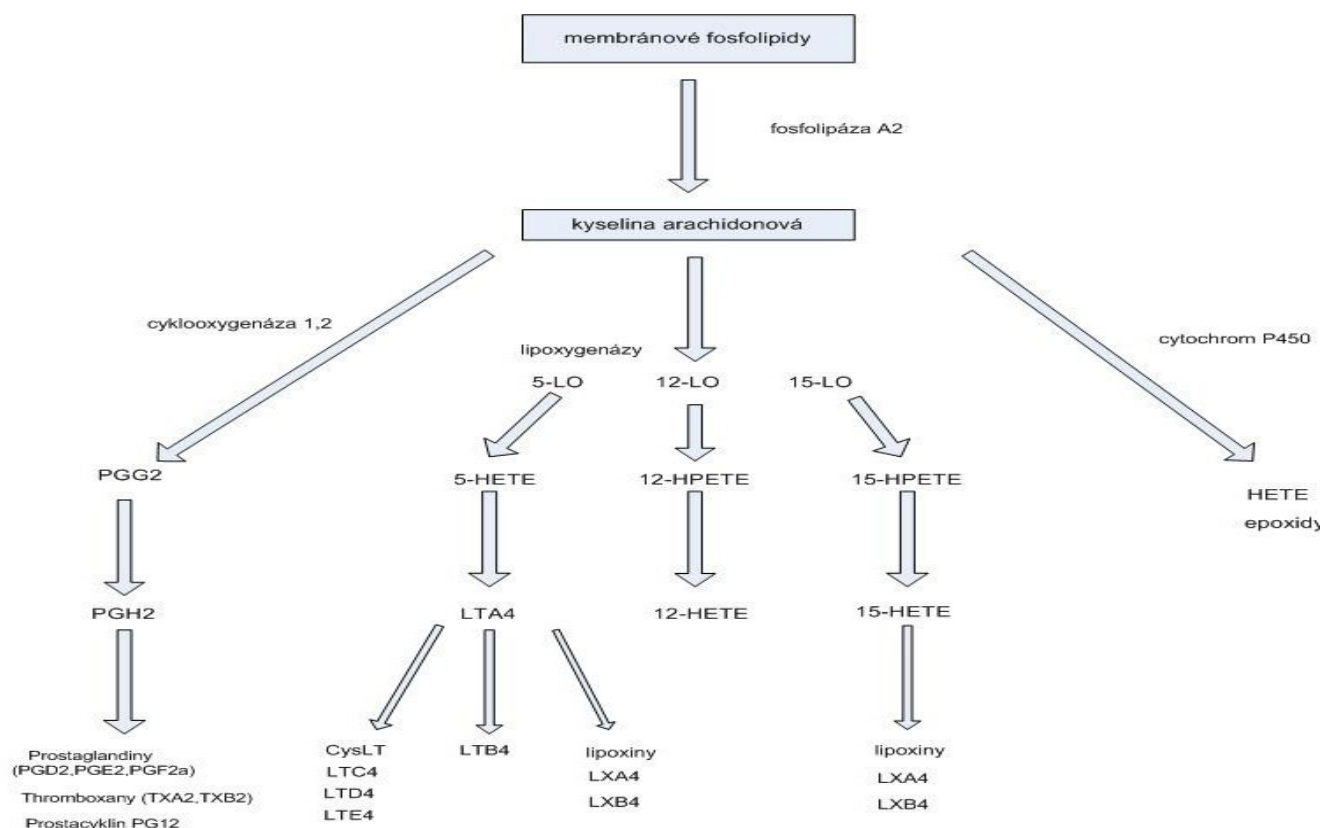 membránové fosfolipidy
fosfolipáza A2
kyselina arachidonová
cyklooxygenáza 1,2
cytochrom P450
lipoxygenázy
5-LO 12-LO 15-LO
PGG2 5-HETE 12-HPETE 15-HPETE
HETE
epoxidy
PGH2 LTA4 12-HETE 15-HETE
Prostaglandiny
(PGD2,PGE2,PGF2a)
Thromboxany (TXA2,TXB2)
Prostacyklin PG12
CysLT
LTC4
LTD4
LTE4
LTB4
lipoxiny
LXA4
LXB4
lipoxiny
LXA4
LXB4